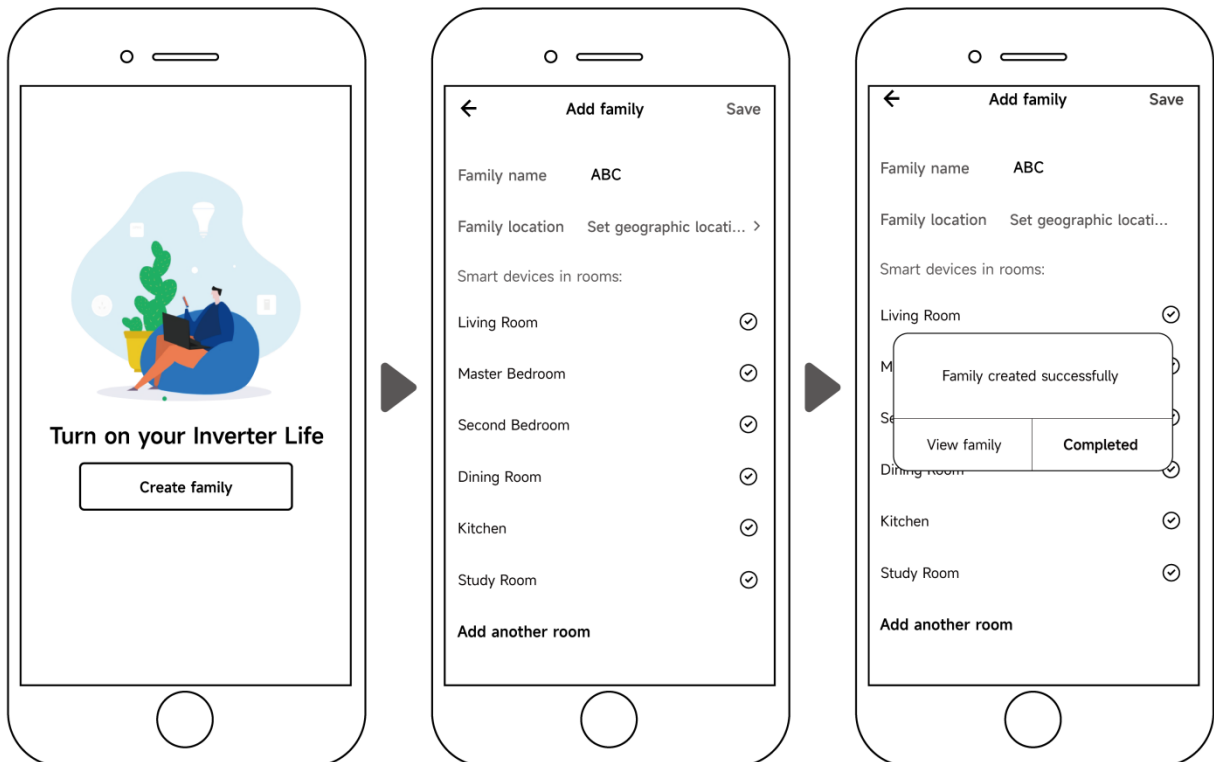 Turn on your Inverter Life
Create family
Add family Save
Family name ABC
Family location Set geographic locati... >
Smart devices in rooms:
Living Room
Master Bedroom
Second Bedroom
Dining Room
Kitchen
Study Room
Add another room
Add family Save
Family name ABC
Family location Set geographic locati...
Smart devices in rooms:
Living Room
M
Family created successfully
Se
View family Completed
Dining Room
Kitchen
Study Room
Add another room